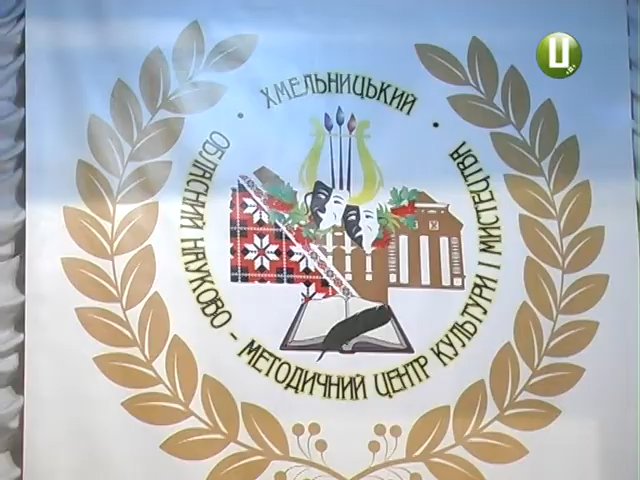 ХМЕЛЬНИЦЬКИЙ
ОБЛАСНИЙ НАУКОВО - МЕТОДИЧНИЙ ЦЕНТР КУЛЬТУРИ І МИСТЕЦТВА
Ц